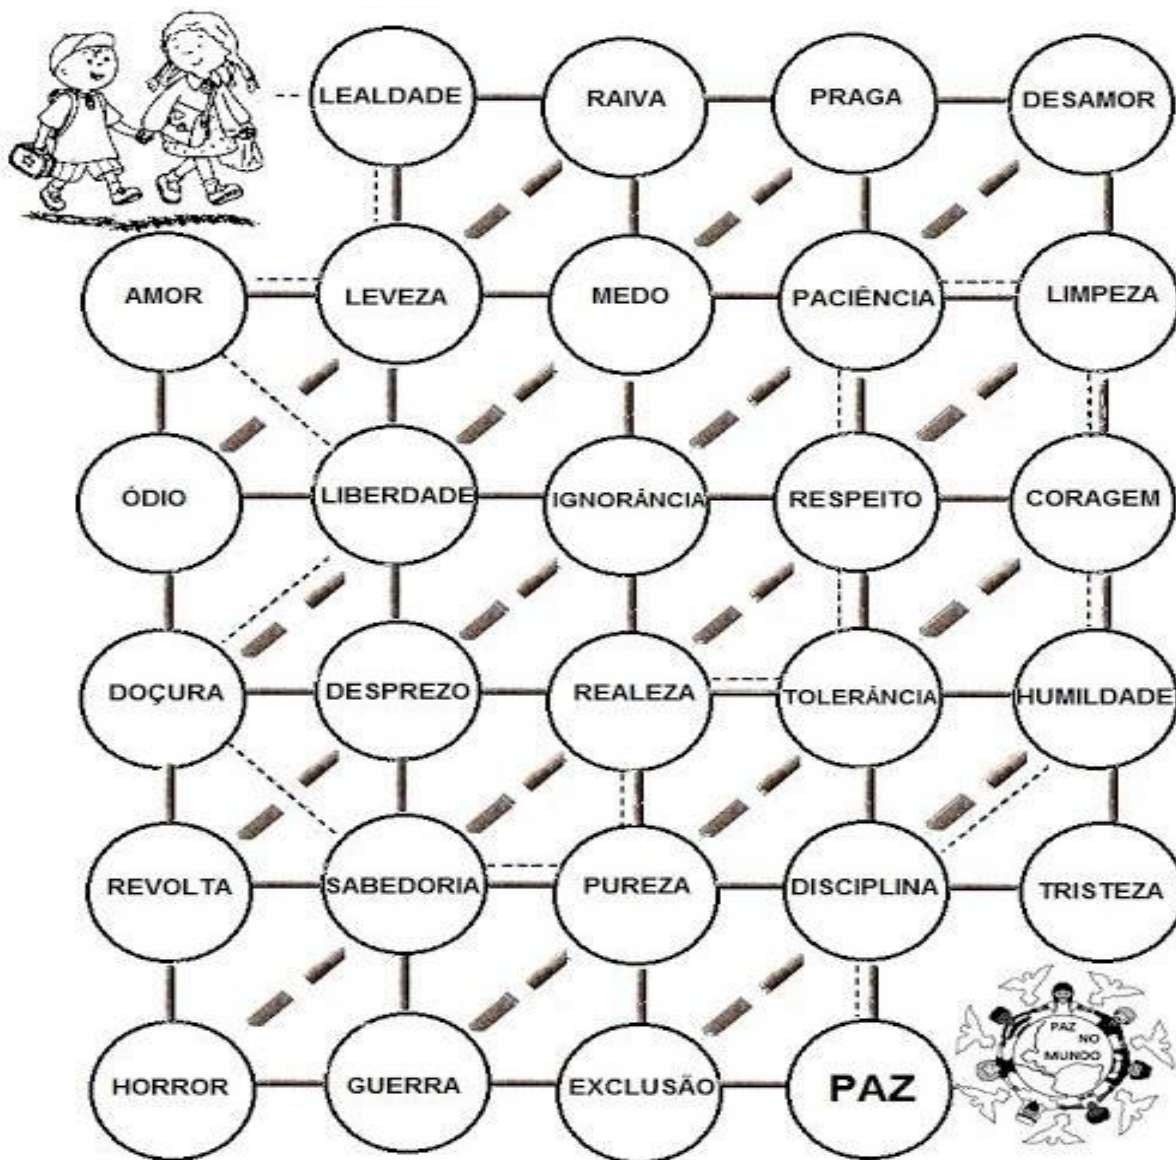 LEALDADE RAIVA PRAGA DESAMOR
AMOR LEVEZA MEDO PACIÊNCIA LIMPEZA
ÓDIO LIBERDADE IGNORÂNCIA RESPEITO CORAGEM
DOÇURA DESPREZO REALEZA TOLERÂNCIA HUMILDADE
REVOLTA SABEDORIA PUREZA DISCIPLINA TRISTEZA
HORROR GUERRA EXCLUSÃO PAZ
PAZ
NO
MUNDO